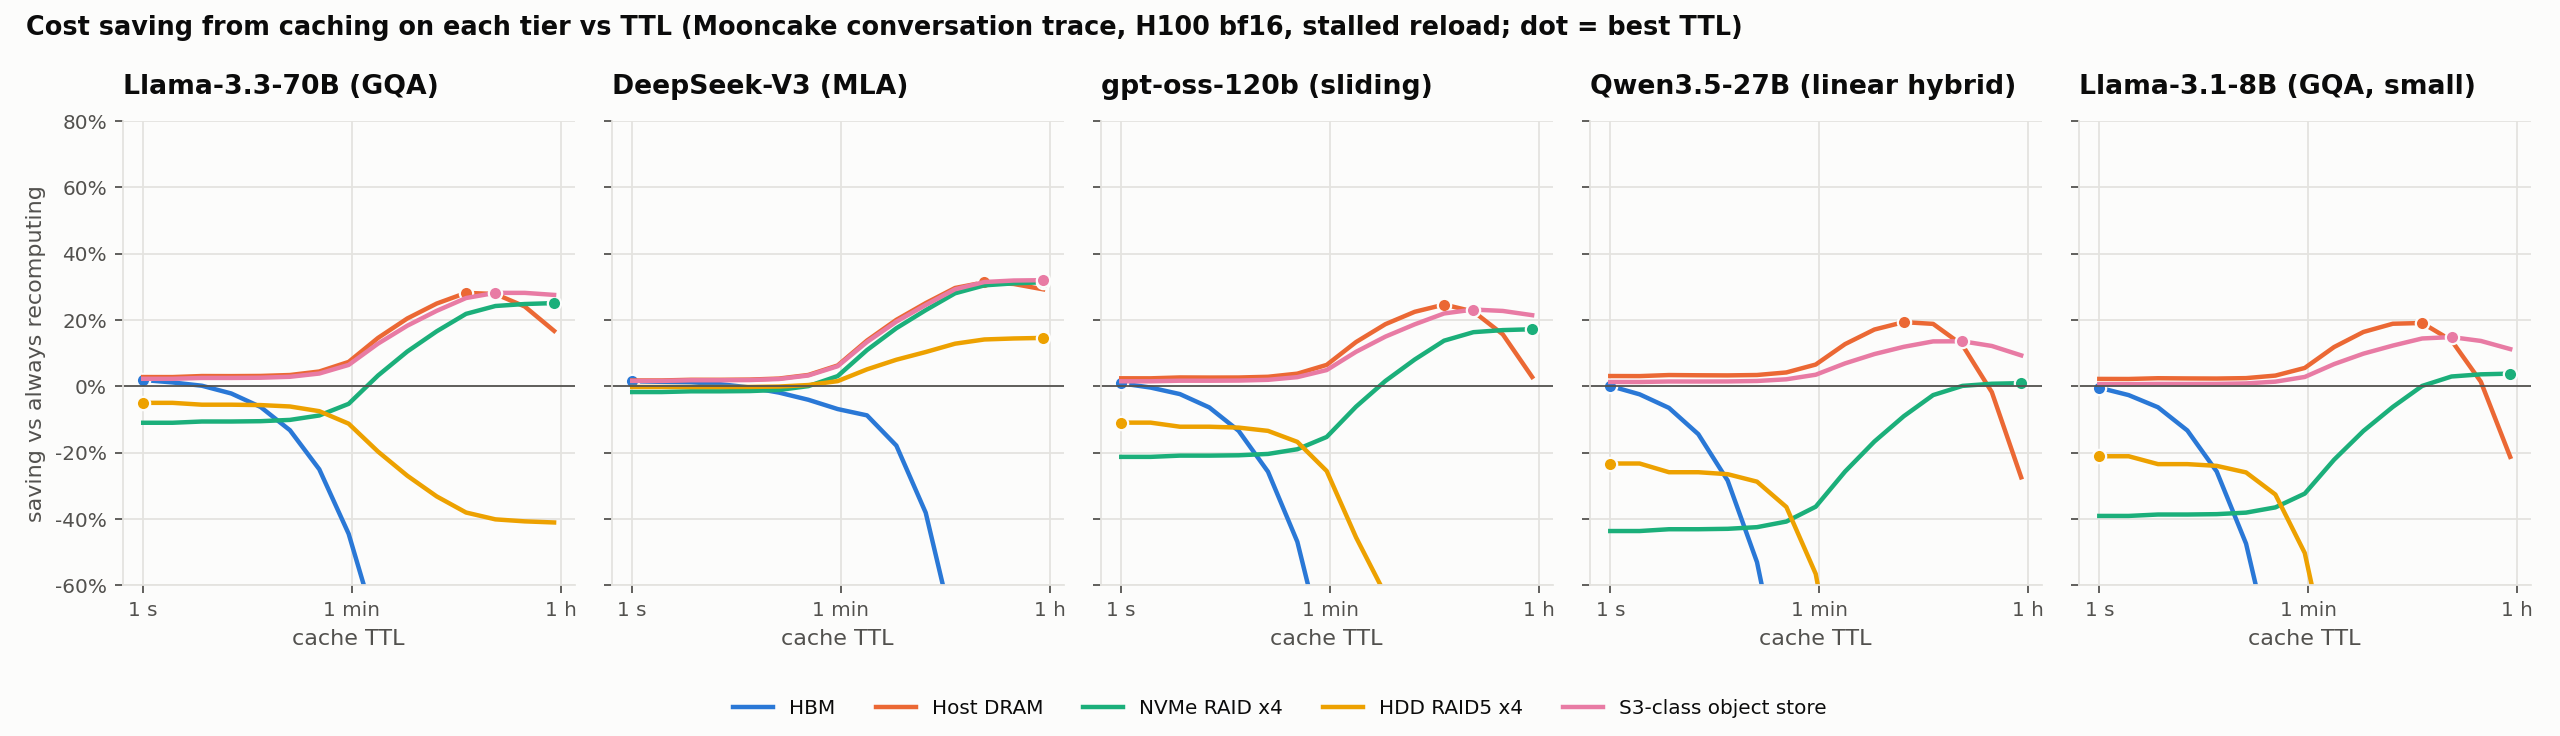 Cost saving from caching on each tier vs TTL (Mooncake conversation trace, H100 bf16, stalled reload; dot = best TTL)
Llama-3.3-70B (GQA)
DeepSeek-V3 (MLA)
gpt-oss-120b (sliding)
Qwen3.5-27B (linear hybrid)
Llama-3.1-8B (GQA, small)
saving vs always recomputing
80%
60%
40%
20%
0%
-20%
-40%
-60%
1 s 1 min 1 h
cache TTL
1 s 1 min 1 h
cache TTL
1 s 1 min 1 h
cache TTL
1 s 1 min 1 h
cache TTL
1 s 1 min 1 h
cache TTL
HBM
Host DRAM
NVMe RAID x4
HDD RAID5 x4
S3-class object store